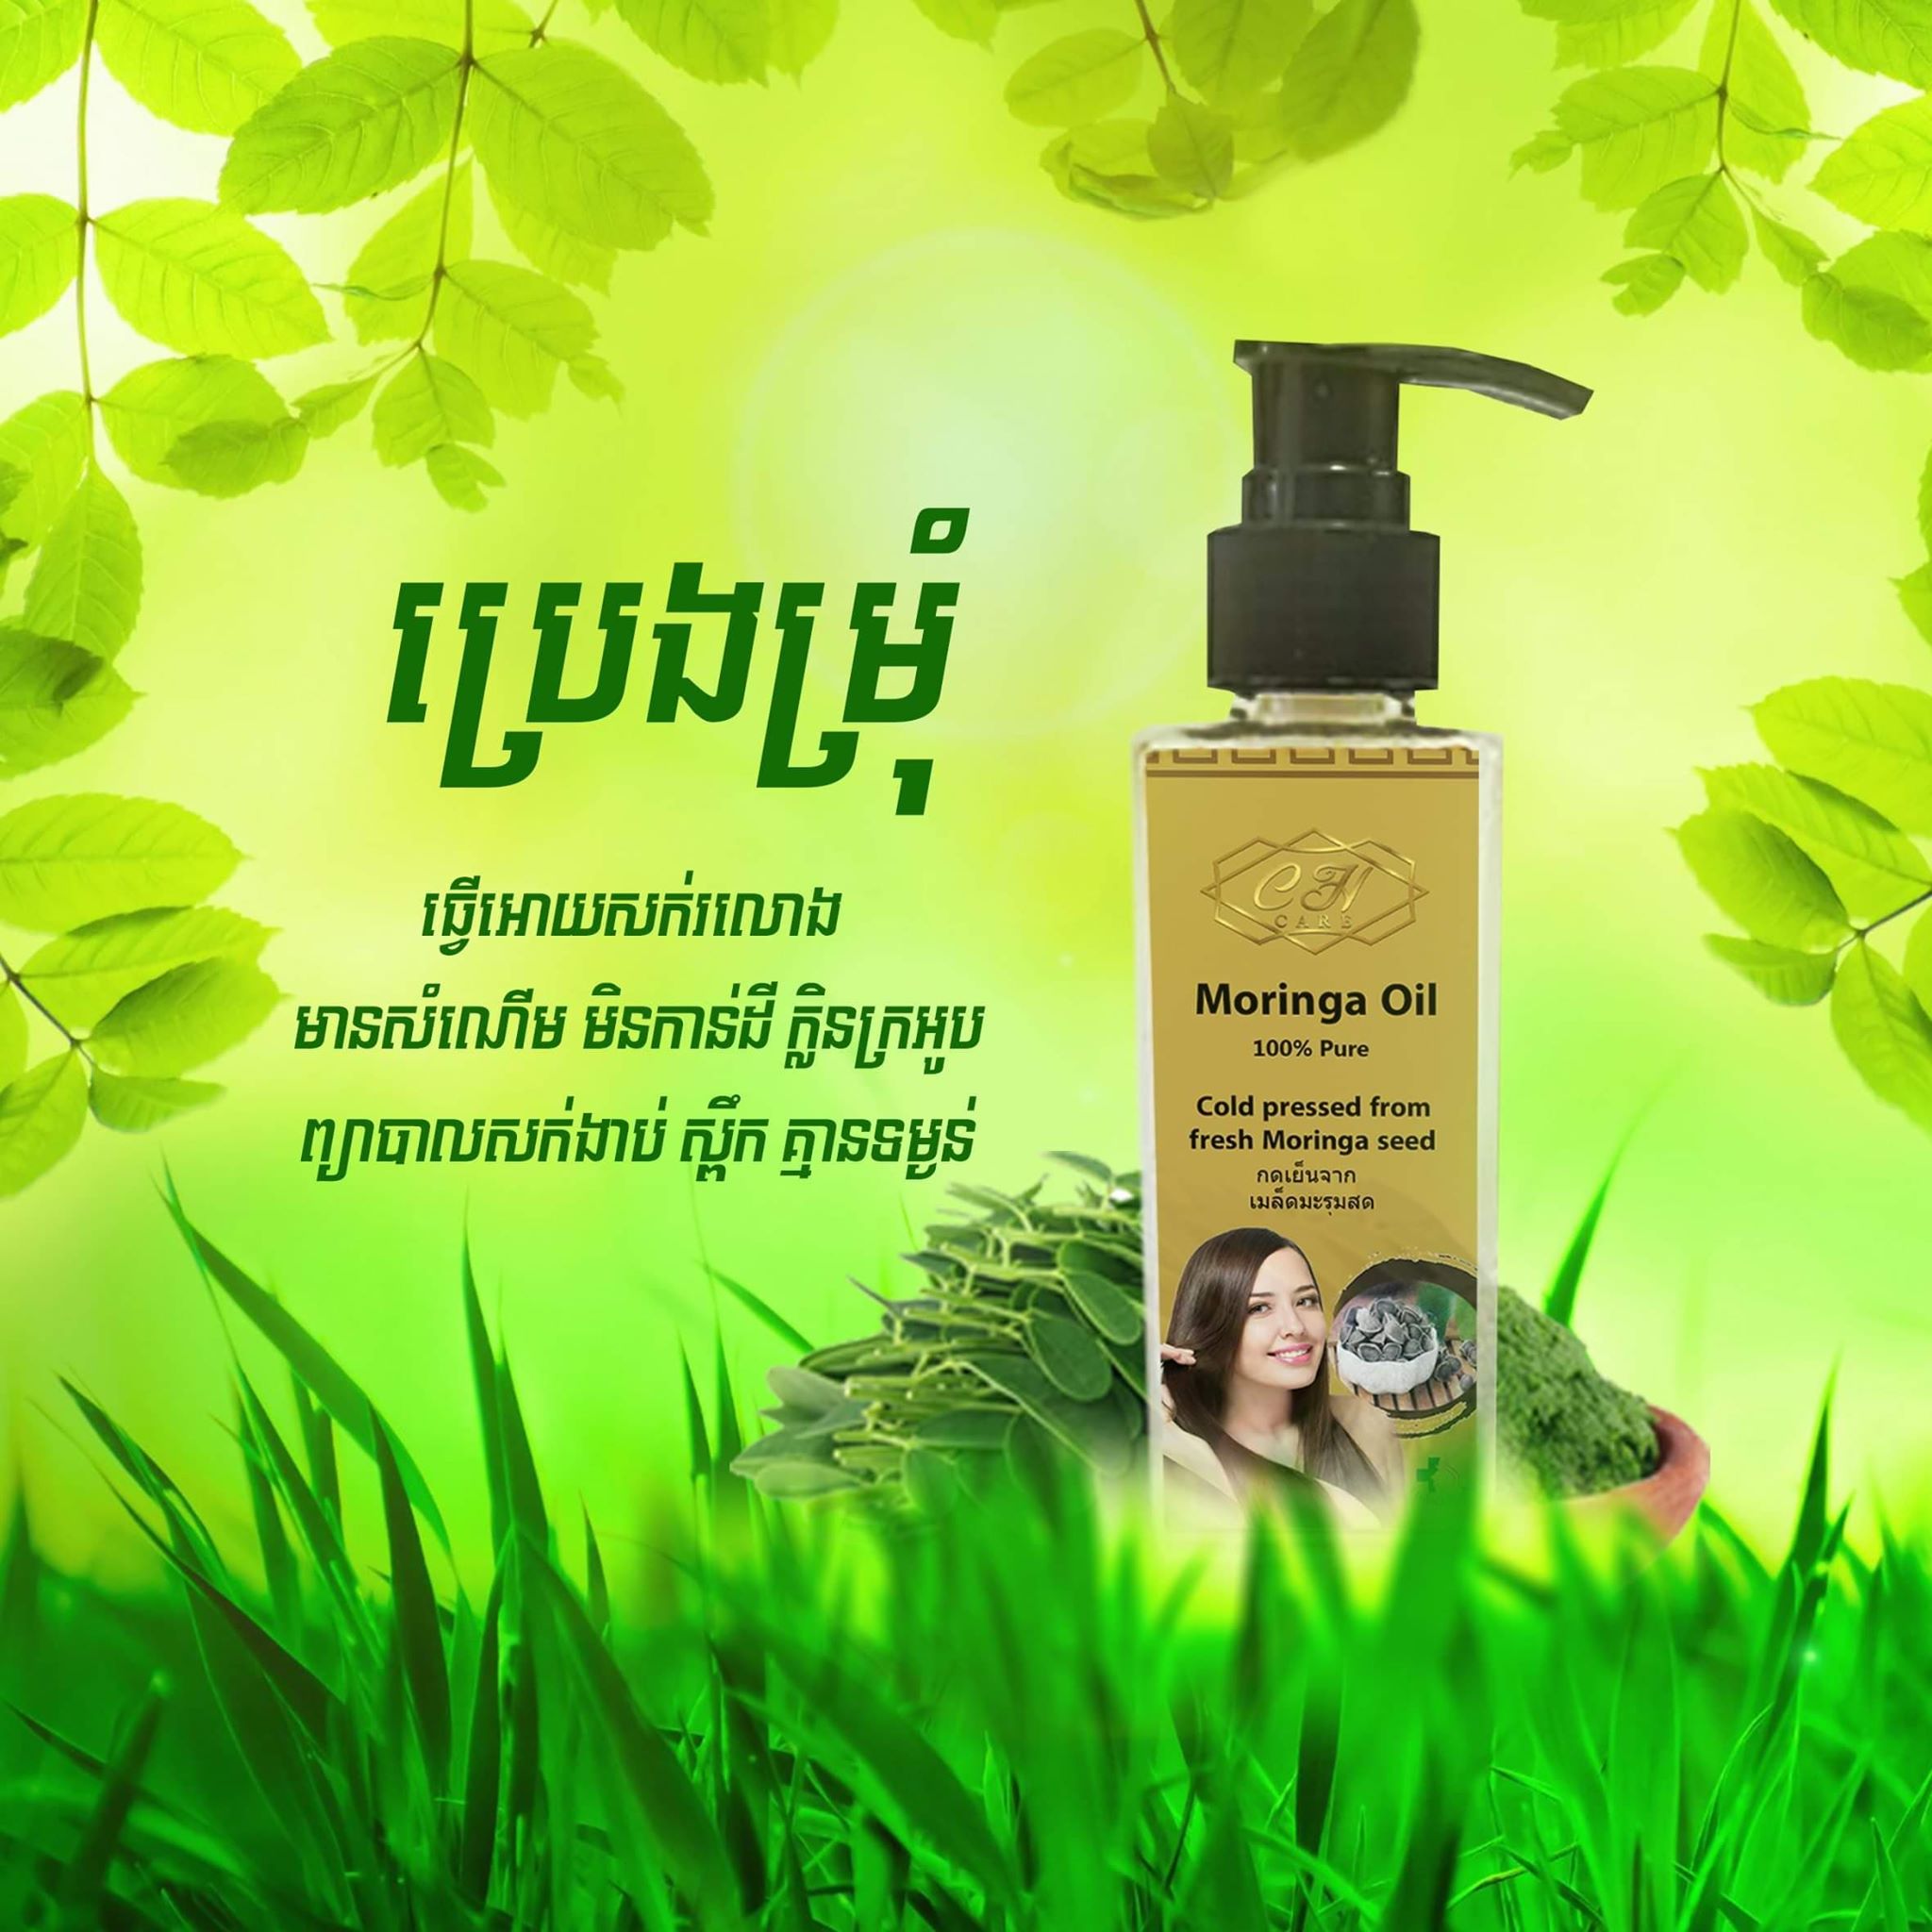 ប្រេងម្រុំ
ធ្វើអោយសក់រលោង
មានសំណើម មិនកាន់ដី ក្លិនក្រអូប
ព្យាបាលសក់ងាប់ ស្ពឹក គ្មានទម្ងន់
CH
CARE
Moringa Oil
100% Pure
Cold pressed from
fresh Moringa seed
กดเย็นจาก
เมล็ดมะรุมสด